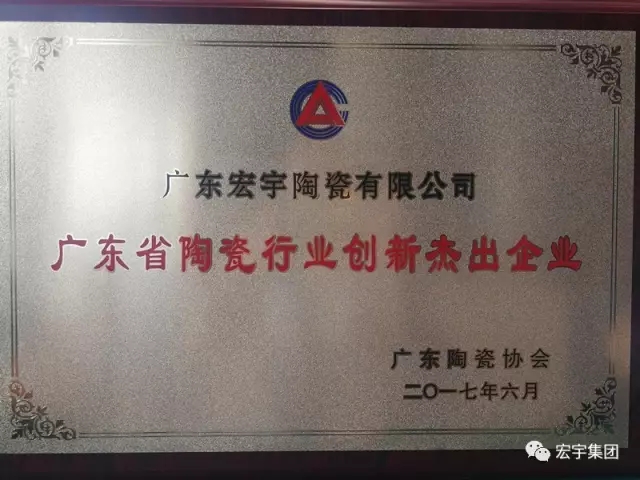 广东宏宇陶瓷有限公司
广东省陶瓷行业创新杰出企业
广东陶瓷协会
二〇一七年六月
宏宇集团